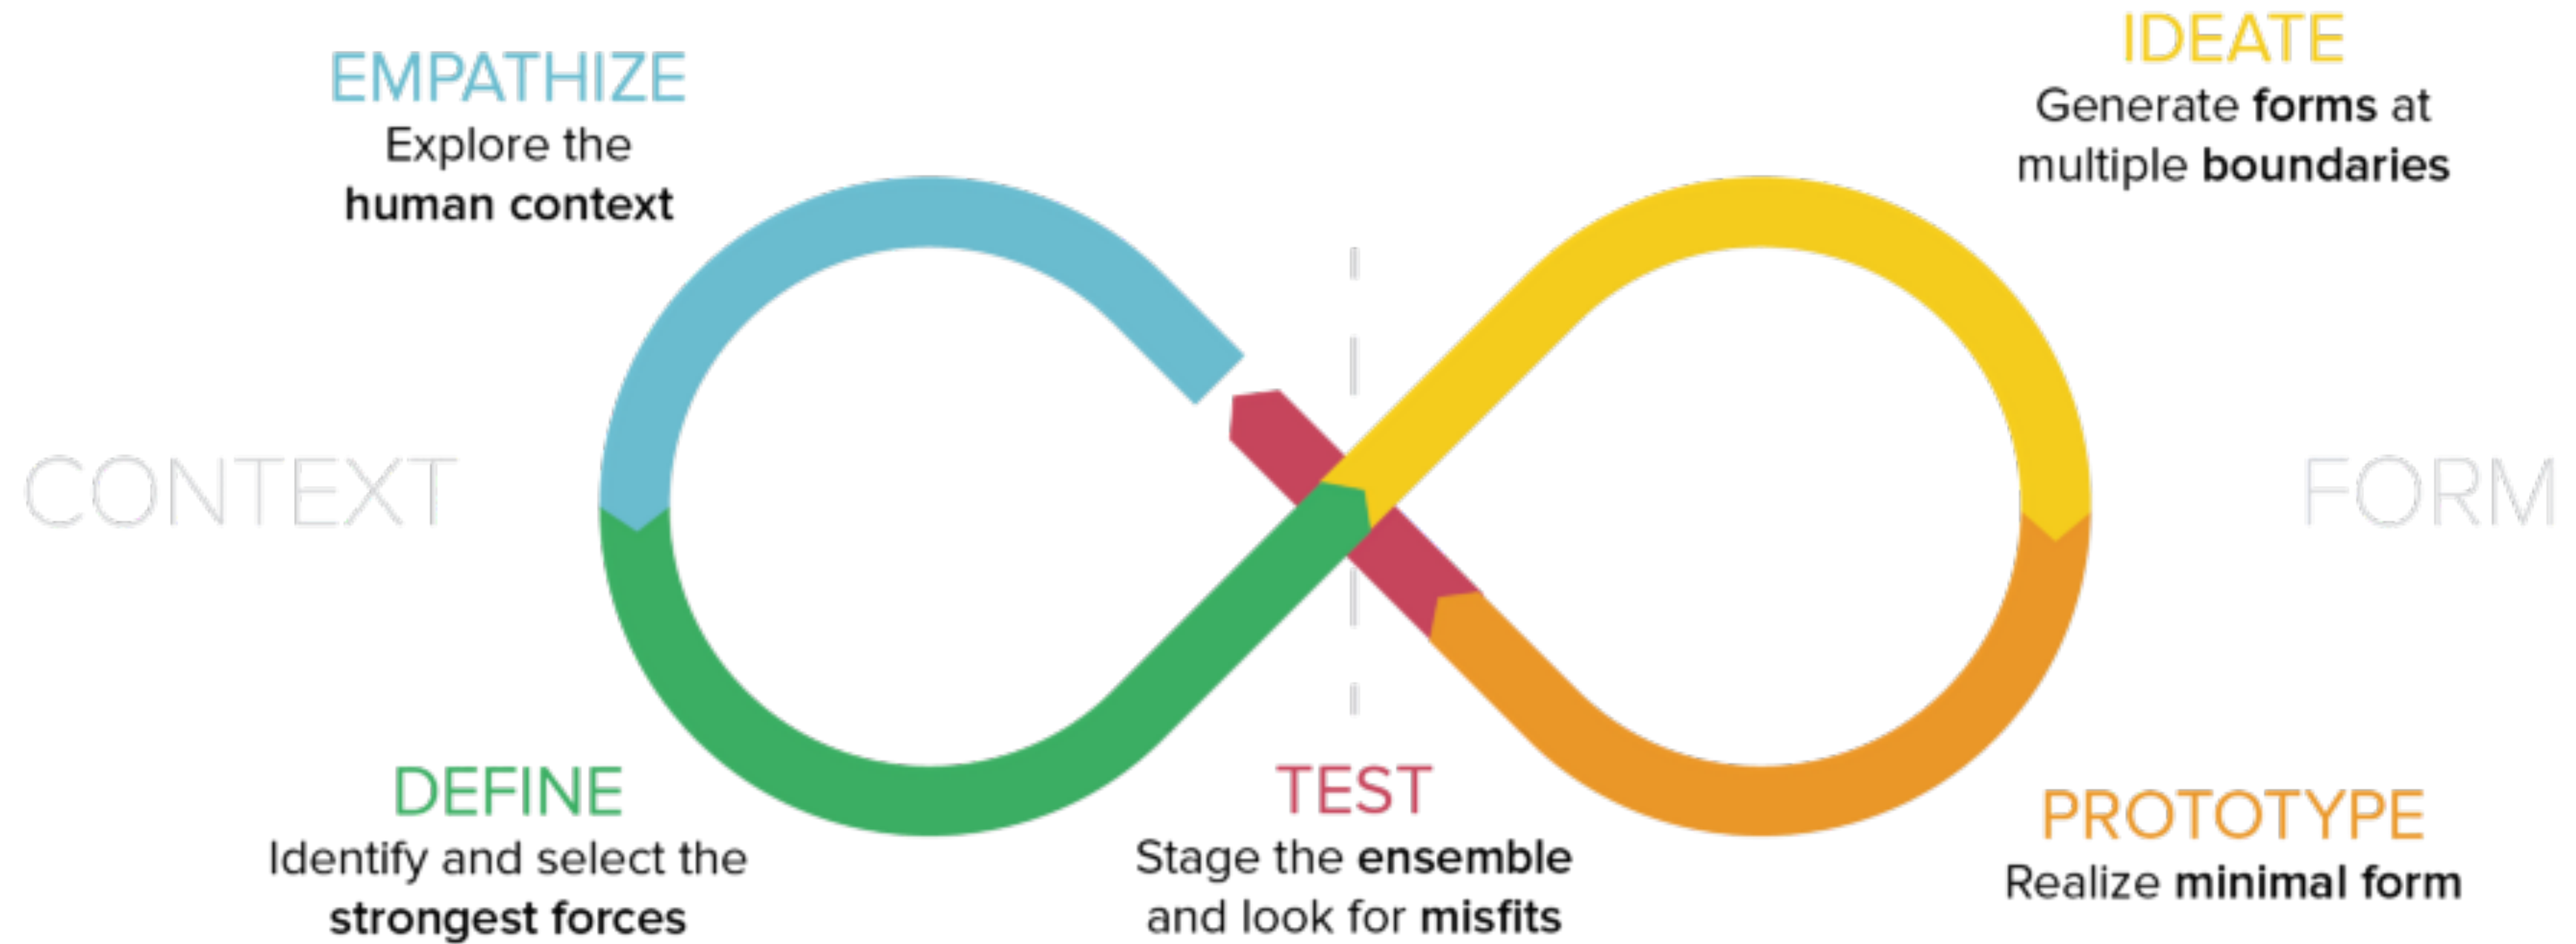 EMPATHIZE
Explore the
human context
IDEATE
Generate forms at
multiple boundaries
CONTEXT
FORM
DEFINE
Identify and select the
strongest forces
TEST
Stage the ensemble
and look for misfits
PROTOTYPE
Realize minimal form